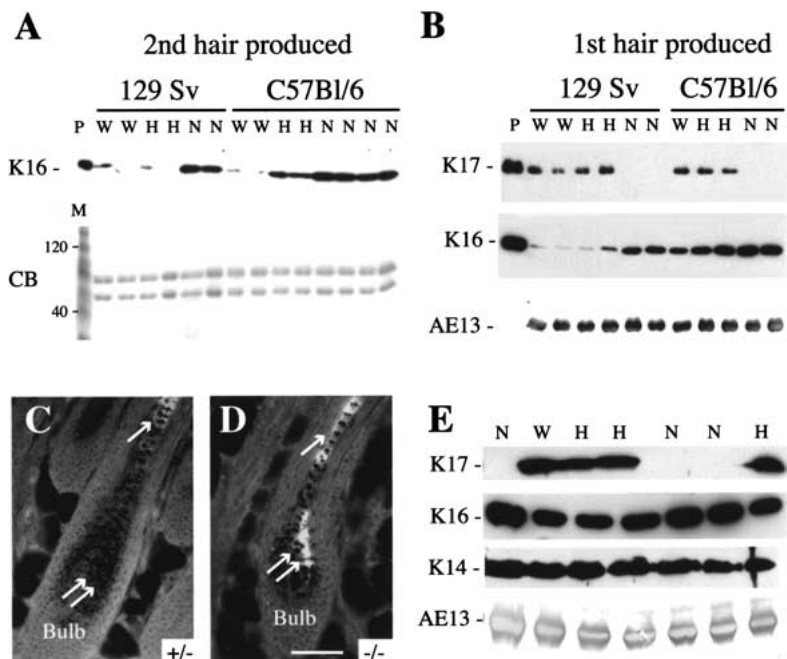 A
2nd hair produced
129 Sv C57Bl/6
P W W H H N N W W H H N N N N
K16 -
M
120 -
CB
40 -
B
1st hair produced
129 Sv C57Bl/6
P W W H H N N W H H N N
K17 -
K16 -
AE13 -
C
Bulb
+/-
D
Bulb
-/-
E
N W H H N N H
K17 -
K16 -
K14 -
AE13 -